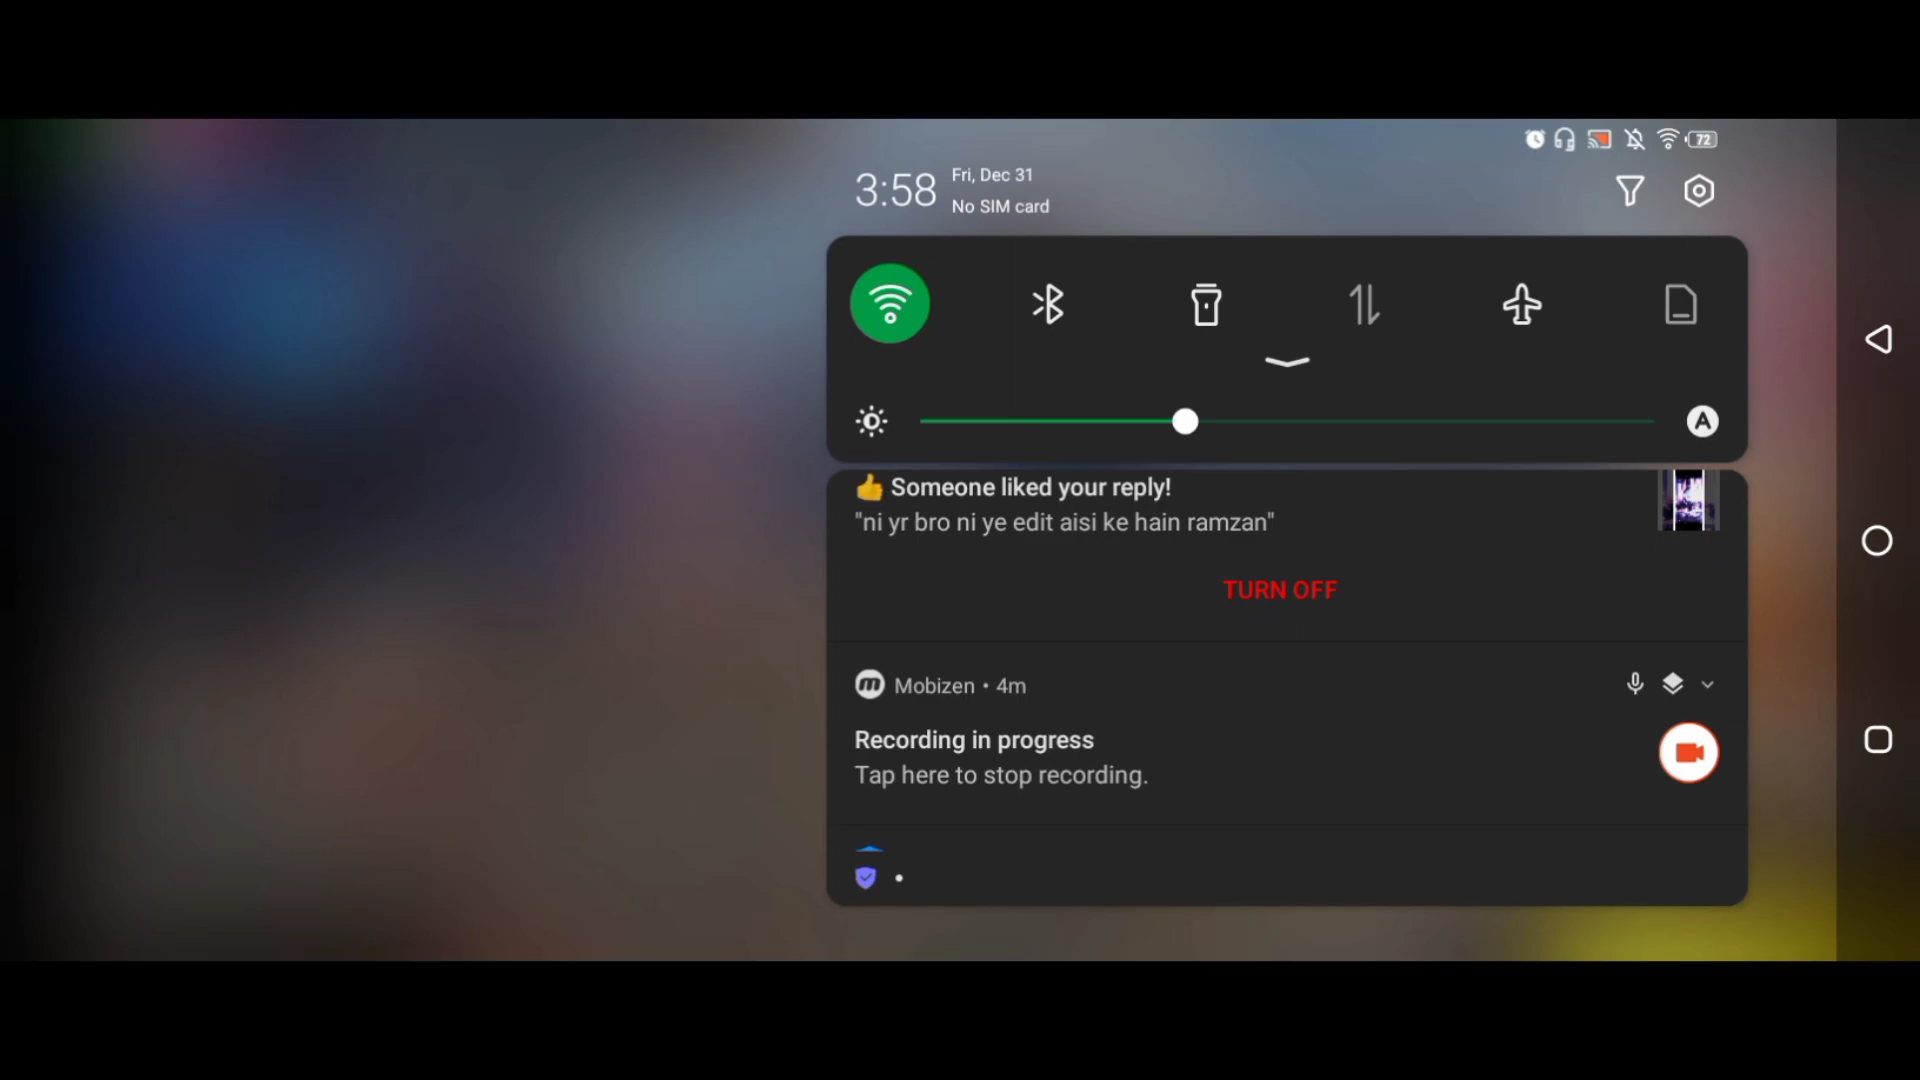 72
3:58
Fri, Dec 31
No SIM card
A
👍 Someone liked your reply!
"ni yr bro ni ye edit aisi ke hain ramzan"
TURN OFF
m Mobizen • 4m
Recording in progress
Tap here to stop recording.